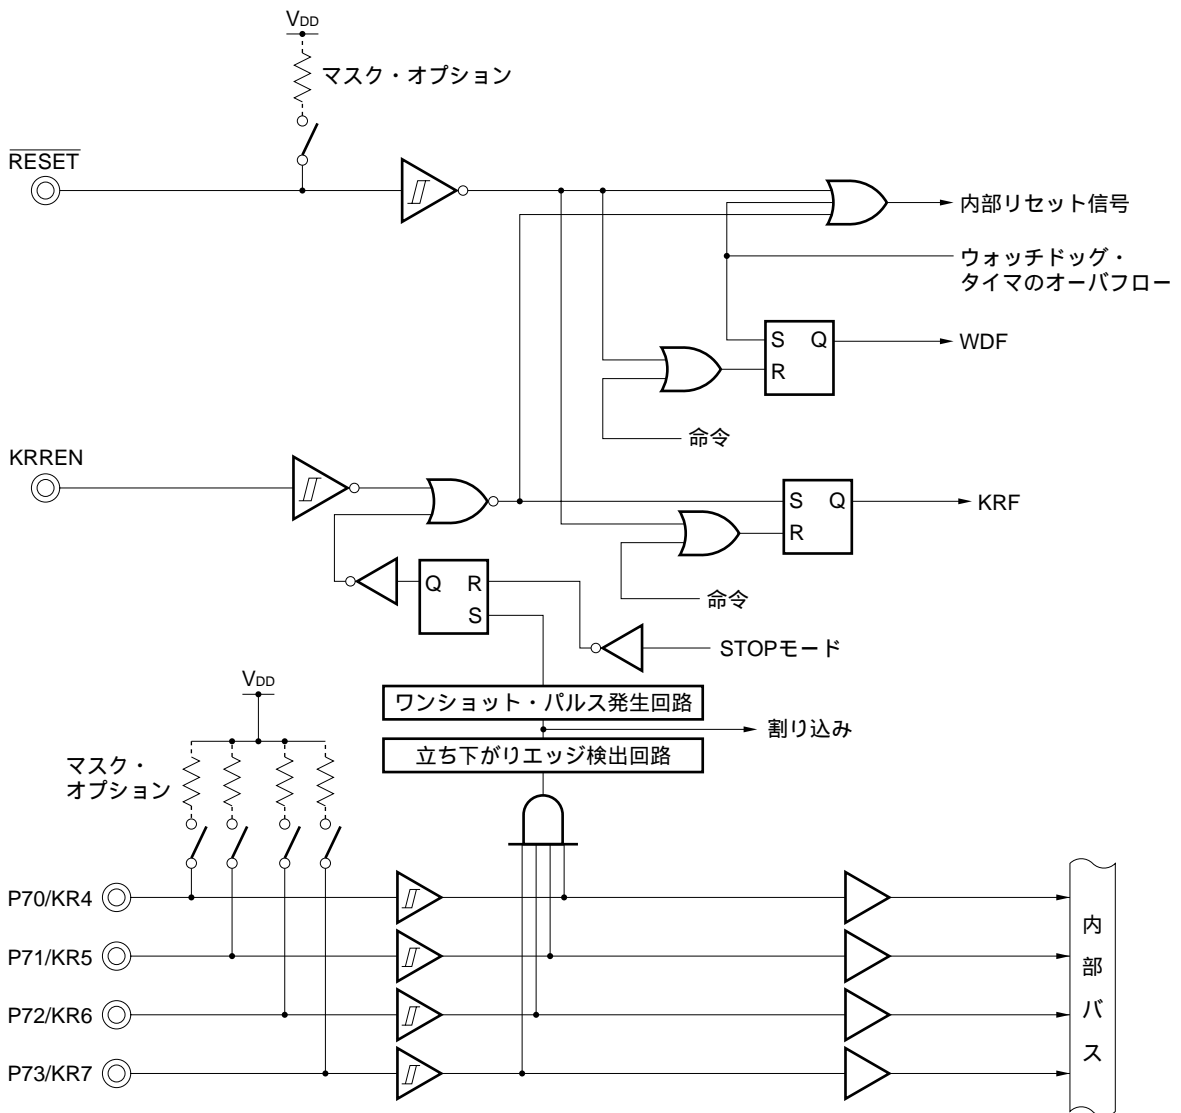 VDD
マスク・オプション
RESET
内部リセット信号
ウォッチドッグ・
タイマのオーバフロー
S Q
R
WDF
命令
KRREN
S Q
R
KRF
Q R
S
命令
STOPモード
VDD
ワンショット・パルス発生回路
割り込み
立ち下がりエッジ検出回路
マスク・
オプション
P70/KR4
P71/KR5
P72/KR6
P73/KR7
内部バス